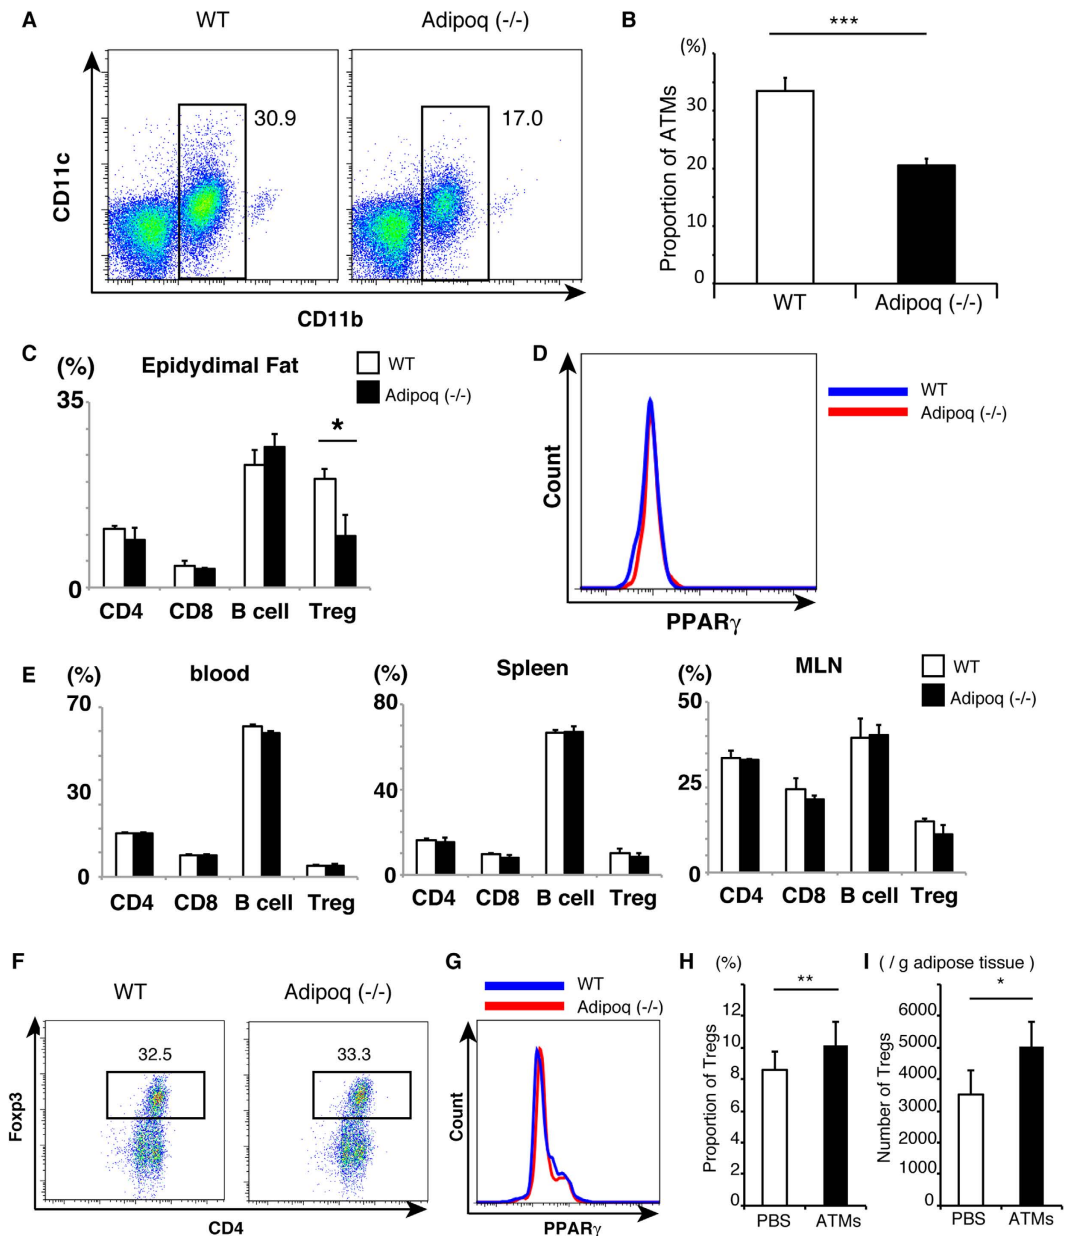 A WT Adipoq (-/-)
30.9 17.0
CD11c
CD11b
B ***
(%)
Proportion of ATMs
30
20
10
0
WT Adipoq (-/-)
C (%) Epidydimal Fat
WT
Adipoq (-/-)
35
*
0
CD4 CD8 B cell Treg
D
WT
Adipoq (-/-)
Count
PPARγ
E (%) blood
70
30
0
CD4 CD8 B cell Treg
(%) Spleen
80
40
0
CD4 CD8 B cell Treg
(%) MLN
WT
Adipoq (-/-)
50
25
0
CD4 CD8 B cell Treg
F
WT Adipoq (-/-)
32.5 33.3
Foxp3
CD4
G
WT
Adipoq (-/-)
Count
PPARγ
H (%)
**
Proportion of Tregs
14
12
10
8
6
4
2
0
PBS ATMs
I ( / g adipose tissue )
*
Number of Tregs
7000
6000
5000
4000
3000
2000
1000
0
PBS ATMs